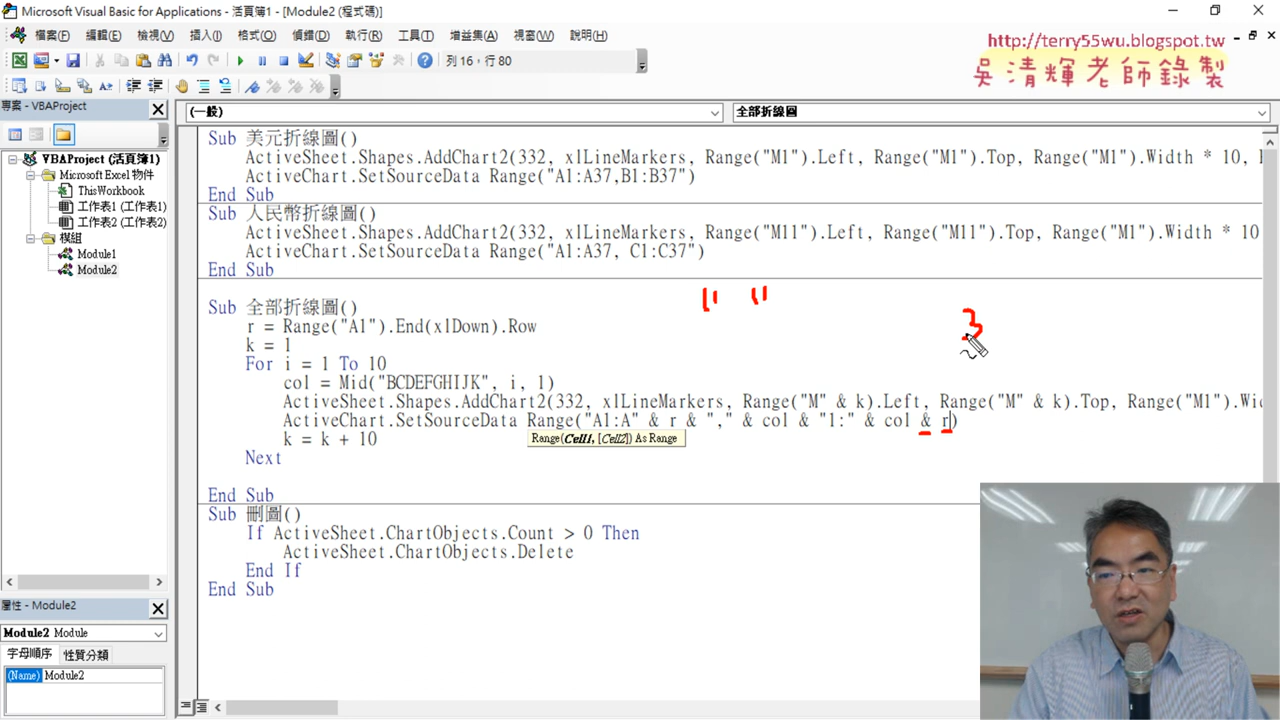 Microsoft Visual Basic for Applications - 活頁簿1 - [Module2 (程式碼)]
檔案(F) 編輯(E) 檢視(V) 插入(I) 格式(O) 偵錯(D) 執行(R) 工具(T) 增益集(A) 視窗(W) 說明(H)
http://terry55wu.blogspot.tw
吳清輝老師錄製
列 16，行 80
專案 - VBAProject
(一般)
全部折線圖
VBAProject (活頁簿1)
Microsoft Excel 物件
ThisWorkbook
工作表1 (工作表1)
工作表2 (工作表2)
模組
Module1
Module2
Sub 美元折線圖()
ActiveSheet.Shapes.AddChart2(332, xlLineMarkers, Range("M1").Left, Range("M1").Top, Range("M1").Width * 10,
ActiveChart.SetSourceData Range("A1:A37,B1:B37")
End Sub
Sub 人民幣折線圖()
ActiveSheet.Shapes.AddChart2(332, xlLineMarkers, Range("M11").Left, Range("M11").Top, Range("M1").Width * 10
ActiveChart.SetSourceData Range("A1:A37, C1:C37")
End Sub
" "
3
Sub 全部折線圖()
r = Range("A1").End(xlDown).Row
k = 1
For i = 1 To 10
col = Mid("BCDEFGHIJK", i, 1)
ActiveSheet.Shapes.AddChart2(332, xlLineMarkers, Range("M" & k).Left, Range("M" & k).Top, Range("M1").Wi
ActiveChart.SetSourceData Range("A1:A" & r & "," & col & "1:" & col & r)
Range(Cell1, [Cell2]) As Range
k = k + 10
Next
End Sub
Sub 刪圖()
If ActiveSheet.ChartObjects.Count > 0 Then
ActiveSheet.ChartObjects.Delete
End If
End Sub
屬性 - Module2
Module2 Module
字母順序 性質分類
(Name) Module2